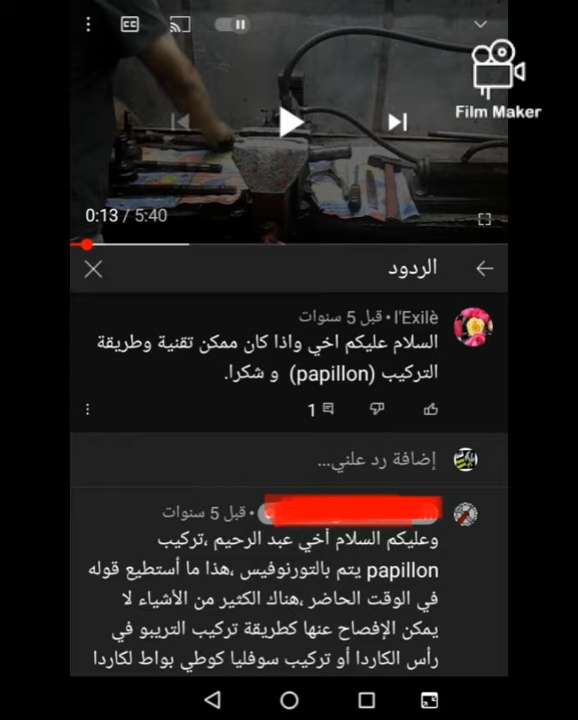 CC
Film Maker
0:13 / 5:40
الردود
l'Exilè • قبل 5 سنوات
السلام عليكم اخي واذا كان ممكن تقنية وطريقة
التركيب (papillon) و شكرا.
1
إضافة رد علني...
• قبل 5 سنوات
وعليكم السلام أخي عبد الرحيم ،تركيب
papillon يتم بالتورنوفيس ،هذا ما أستطيع قوله
في الوقت الحاضر ،هناك الكثير من الأشياء لا
يمكن الإفصاح عنها كطريقة تركيب التريبو في
رأس الكاردا أو تركيب سوفليا كوطي بواط لكاردا